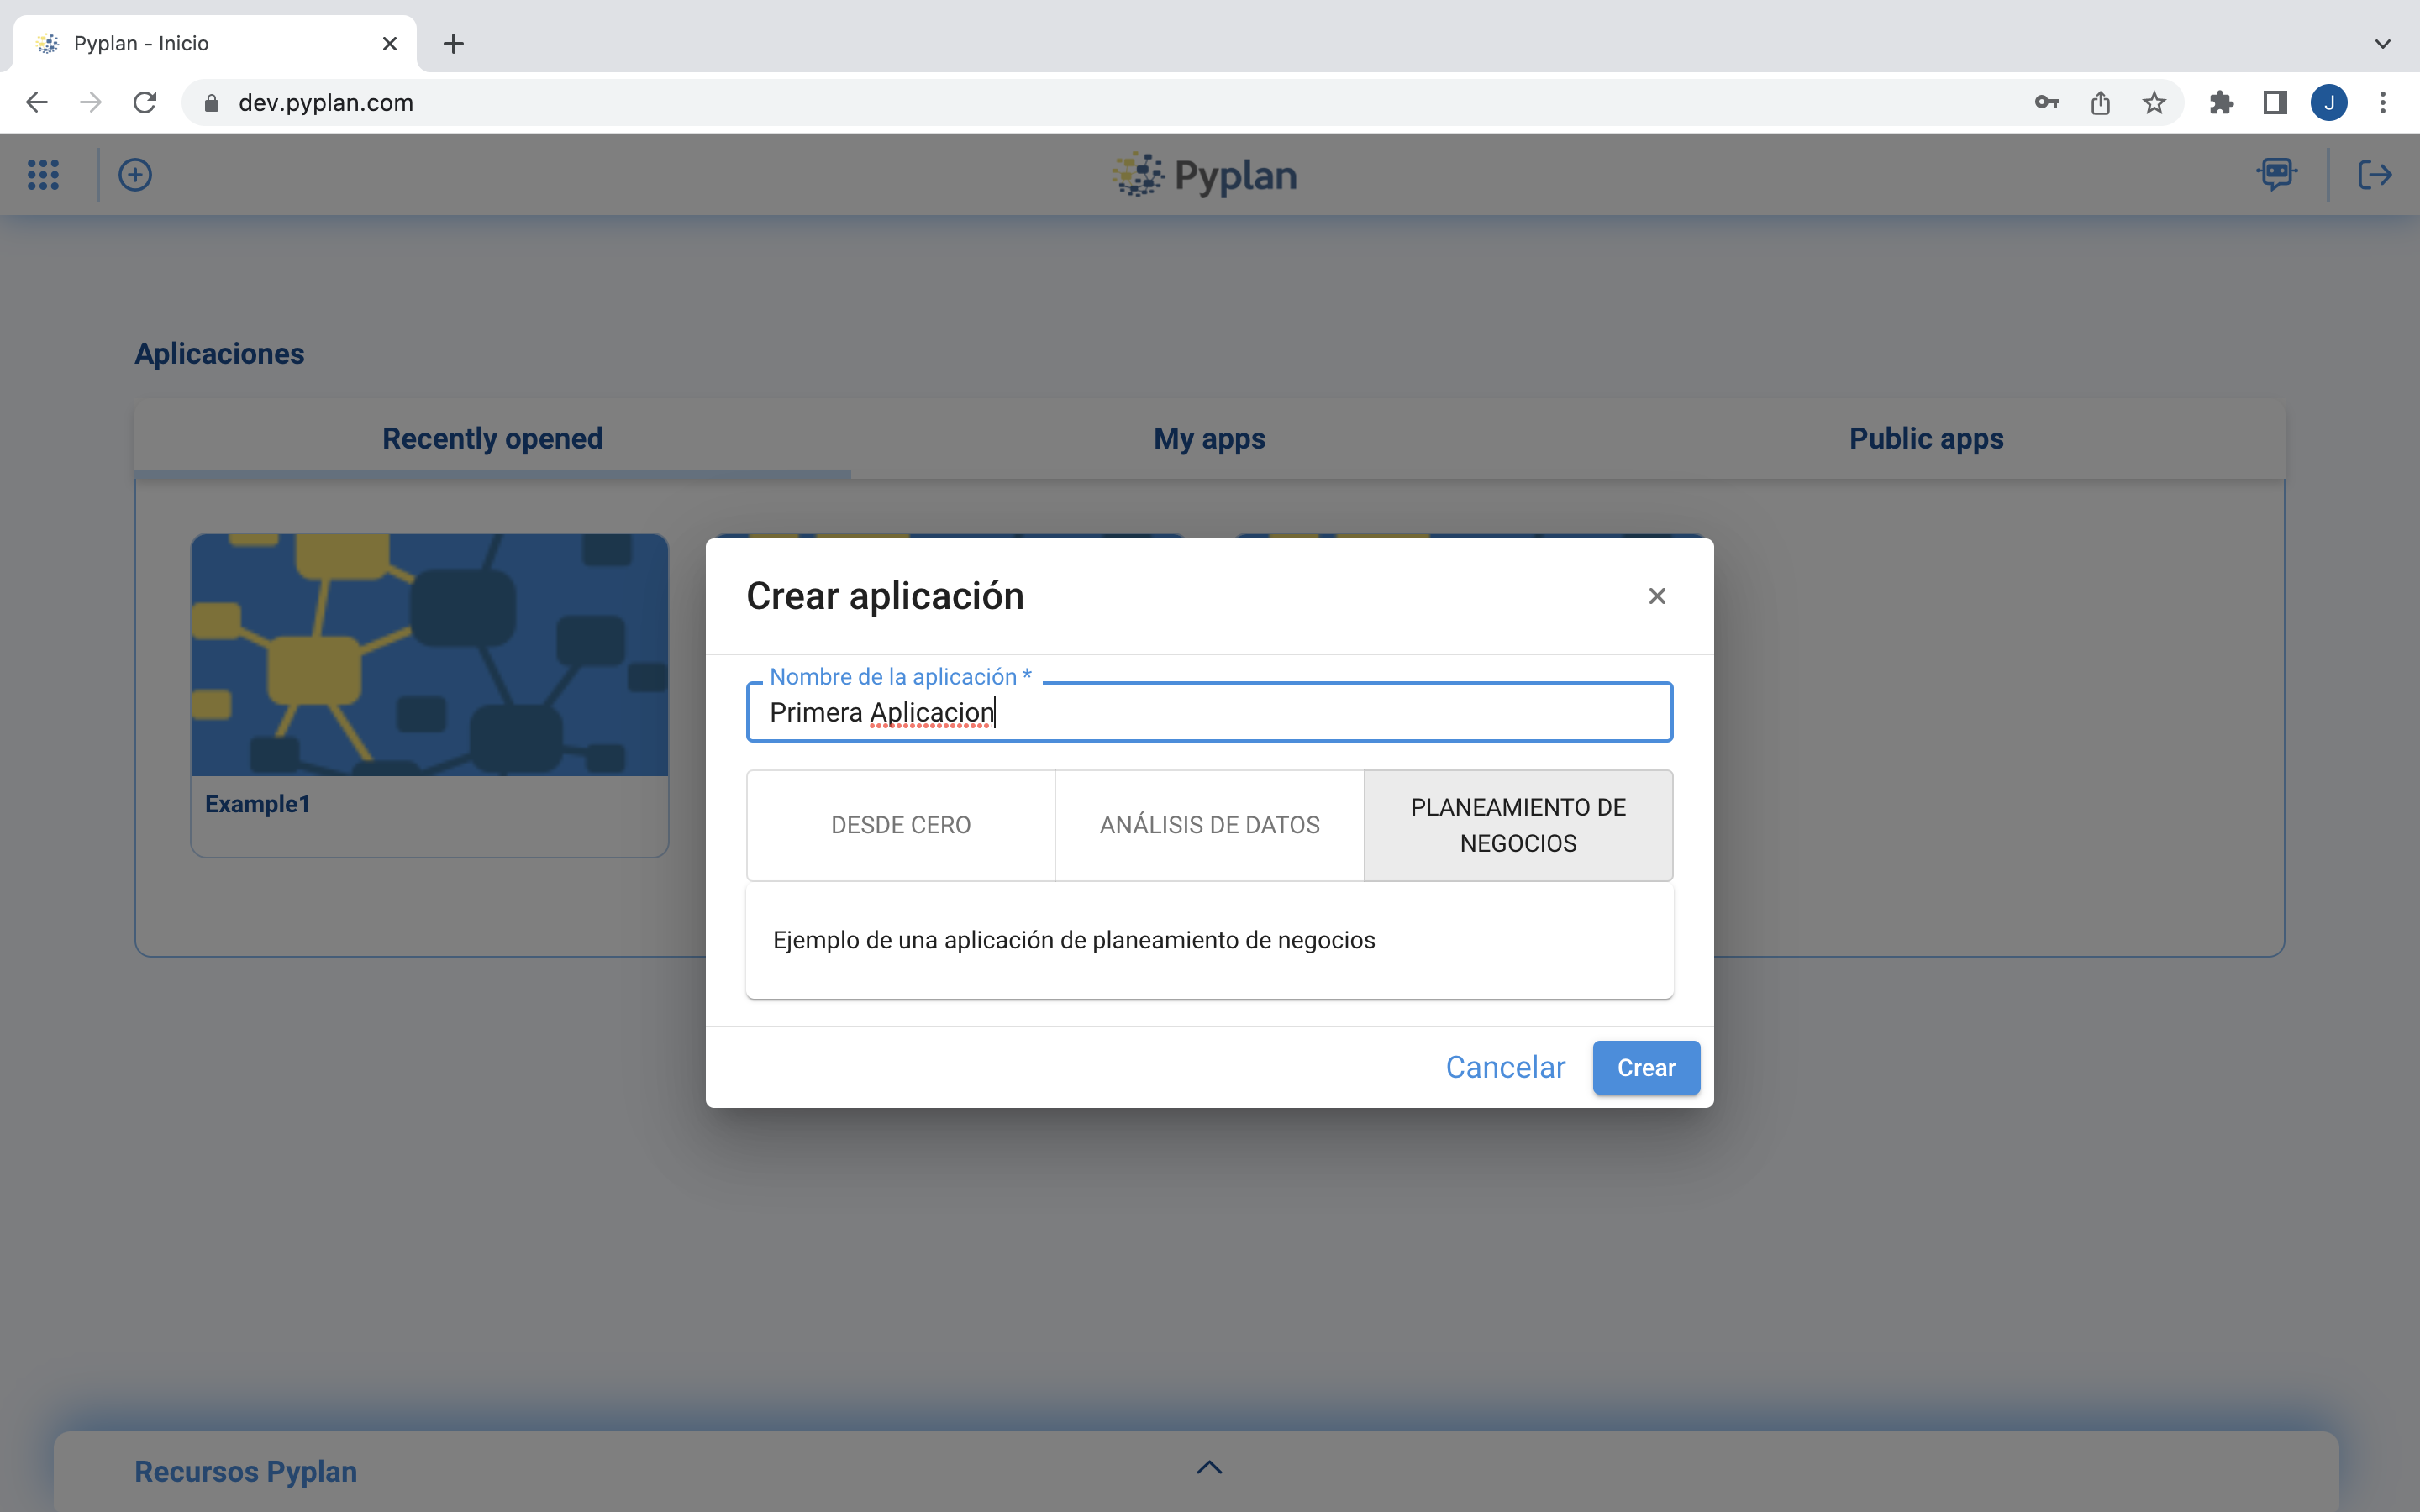 Pyplan - Inicio
dev.pyplan.com
J
Pyplan
Aplicaciones
Recently opened
My apps
Public apps
Example1
Crear aplicación
Nombre de la aplicación *
Primera Aplicacion
DESDE CERO
ANÁLISIS DE DATOS
PLANEAMIENTO DE
NEGOCIOS
Ejemplo de una aplicación de planeamiento de negocios
Cancelar
Crear
Recursos Pyplan